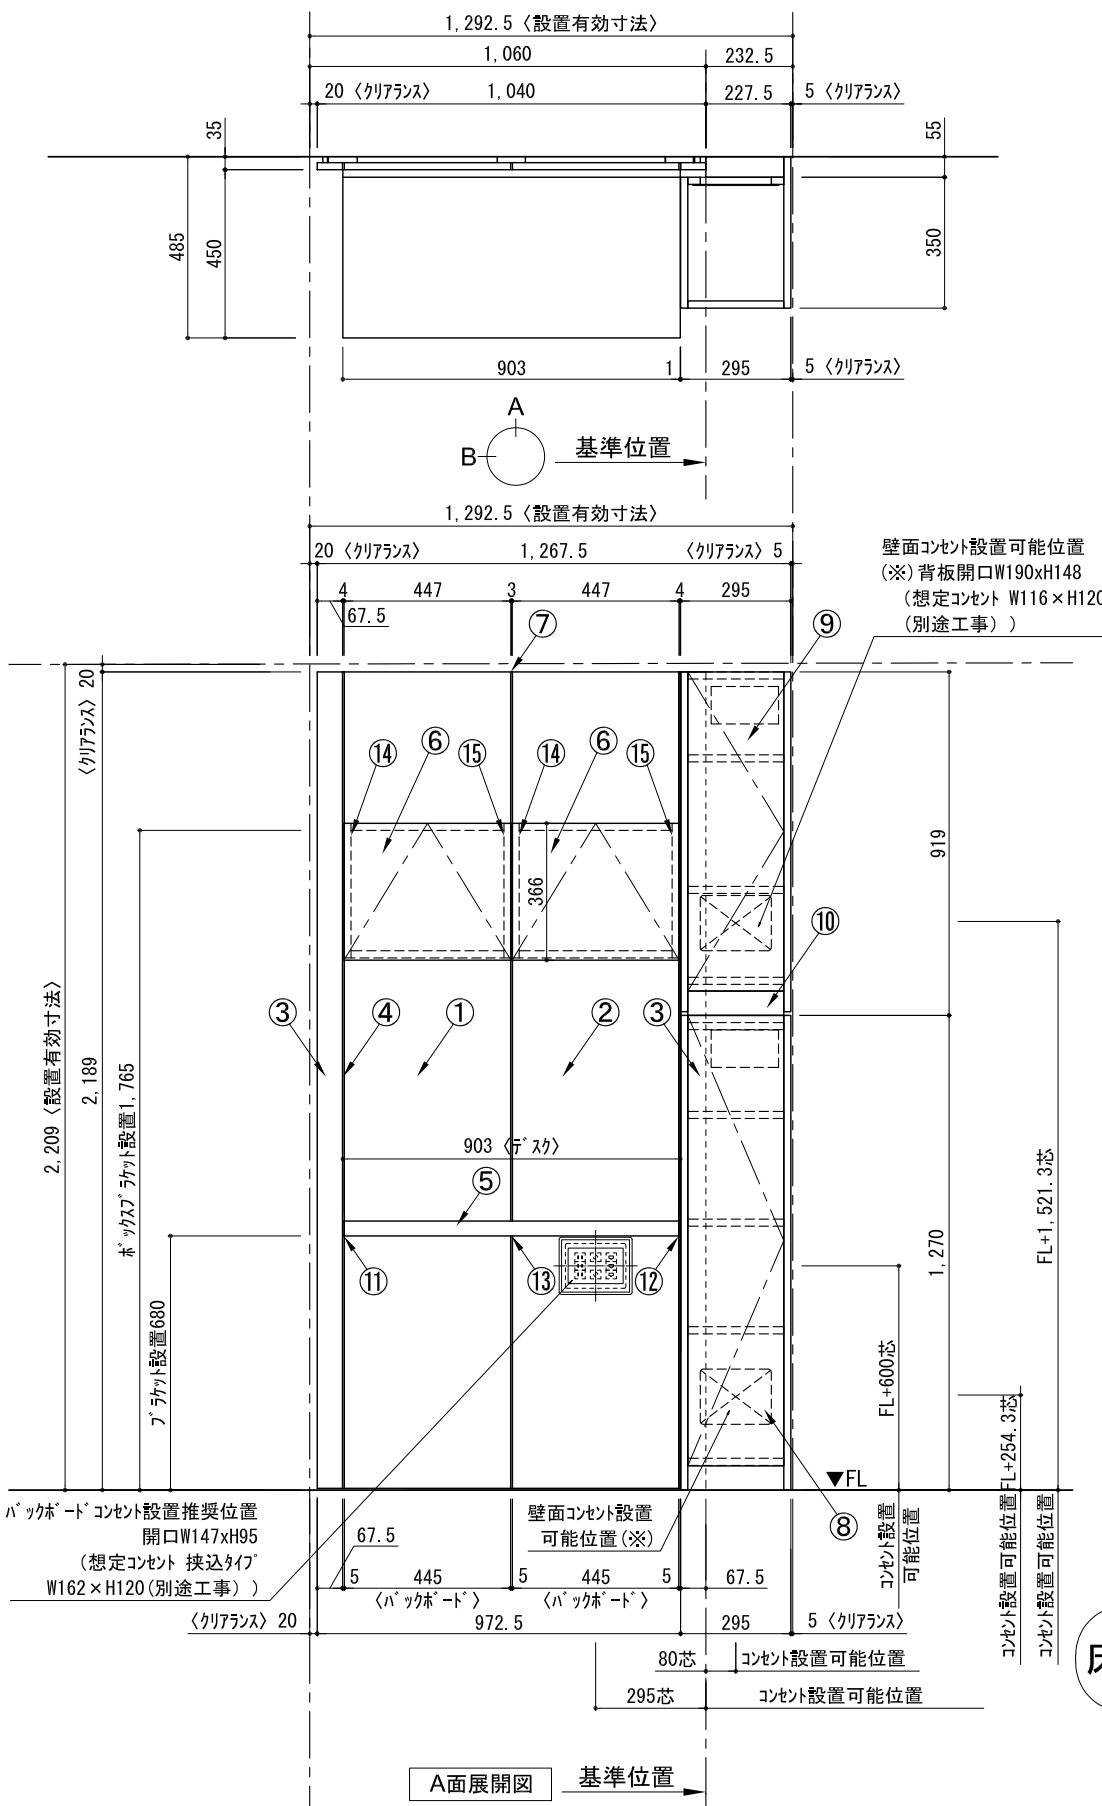 1,292.5〈設置有効寸法〉
1,060
232.5
20〈クリアランス〉
1,040
227.5
5〈クリアランス〉
35
55
485
450
350
903
1
295
5〈クリアランス〉
A
B
基準位置
1,292.5〈設置有効寸法〉
20〈クリアランス〉
1,267.5
〈クリアランス〉5
壁面コンセント設置可能位置
(※)背板開口W190xH148
(想定コンセント W116×H120
(別途工事))
4
447
3
447
4
295
67.5
⑦
⑨
〈クリアランス〉20
⑭
⑥
⑮
⑭
⑥
⑮
366
919
⑩
③
④
①
②
③
2,209〈設置有効寸法〉
2,189
ボックスブラケット設置1,765
903〈デスク〉
⑤
⑪
⑬
⑫
ブラケット設置680
FL+1,521.3芯
1,270
FL+600芯
FL+254.3芯
▼FL
⑧
バックボードコンセント設置推奨位置
開口W147xH95
(想定コンセント 挟込タイプ
W162×H120(別途工事))
壁面コンセント設置
可能位置(※)
コンセント設置
可能位置
コンセント設置可能位置
コンセント設置可能位置
67.5
5
445
5
445
5
67.5
〈バックボード〉
〈バックボード〉
〈クリアランス〉20
972.5
295
5〈クリアランス〉
80芯
コンセント設置可能位置
295芯
コンセント設置可能位置
A面展開図
基準位置